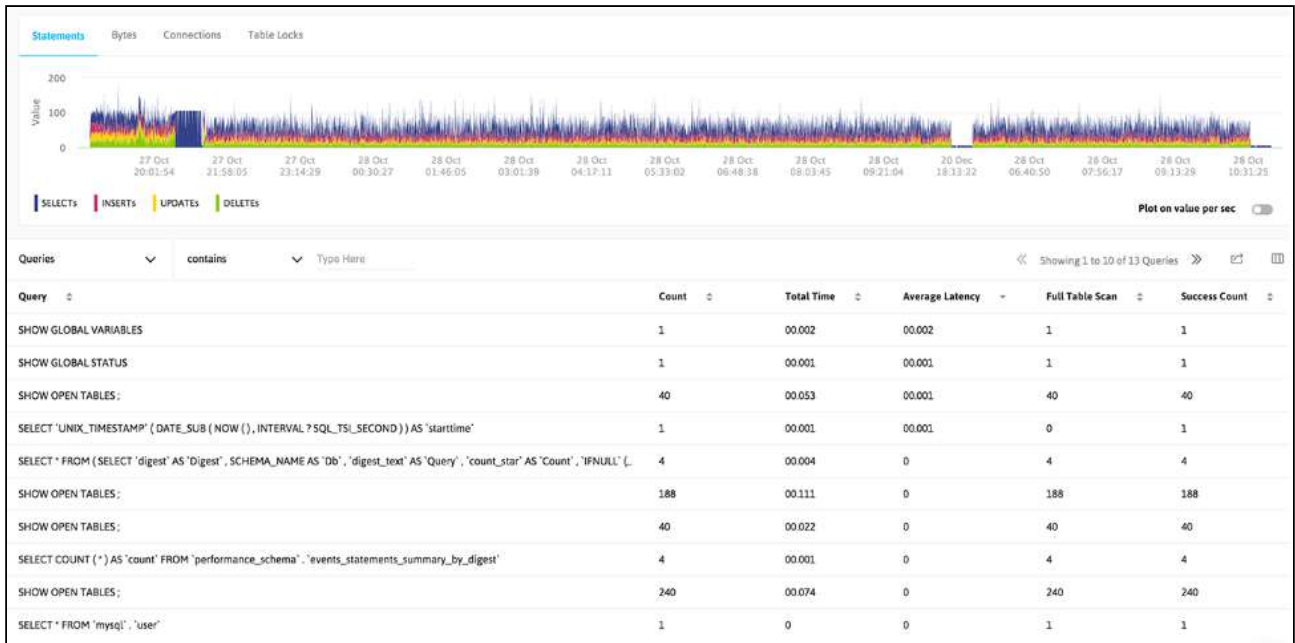 Statements Bytes Connections Table Locks
200
Value
100
0
27 Oct 27 Oct 27 Oct 28 Oct 28 Oct 28 Oct 28 Oct 28 Oct 28 Oct 28 Oct 28 Oct 20 Dec 28 Oct 28 Oct 28 Oct 28 Oct
20:01:54 21:58:05 23:14:29 00:30:27 01:46:05 03:01:39 04:17:11 05:33:02 06:48:38 08:03:45 09:21:04 18:13:22 06:40:50 07:56:17 09:13:29 10:31:25
SELECTs INSERTs UPDATEs DELETEs
Plot on value per sec
Queries contains Type Here Showing 1 to 10 of 13 Queries
Query Count Total Time Average Latency Full Table Scan Success Count
SHOW GLOBAL VARIABLES 1 00.002 00.002 1 1
SHOW GLOBAL STATUS 1 00.001 00.001 1 1
SHOW OPEN TABLES ; 40 00.053 00.001 40 40
SELECT `UNIX_TIMESTAMP` ( DATE_SUB ( NOW ( ) , INTERVAL ? SQL_TSI_SECOND ) ) AS `starttime` 1 00.001 00.001 0 1
SELECT * FROM ( SELECT `digest` AS `Digest` , SCHEMA_NAME AS `Db` , `digest_text` AS `Query` , `count_star` AS `Count` , `IFNULL` (... 4 00.004 0 4 4
SHOW OPEN TABLES ; 188 00.111 0 188 188
SHOW OPEN TABLES ; 40 00.022 0 40 40
SELECT COUNT ( * ) AS `count` FROM `performance_schema` . `events_statements_summary_by_digest` 4 00.001 0 4 4
SHOW OPEN TABLES ; 240 00.074 0 240 240
SELECT * FROM `mysql` . `user` 1 0 0 1 1